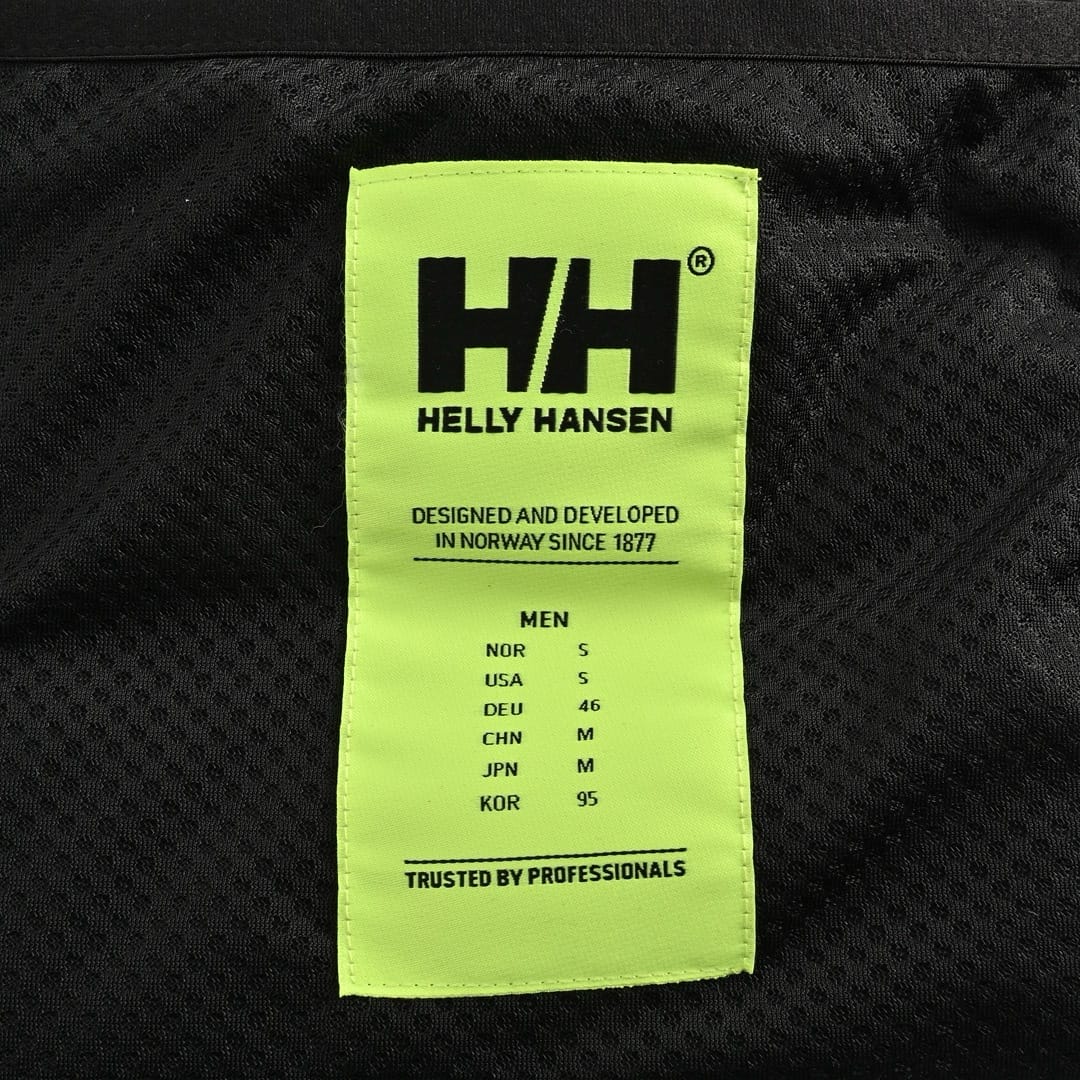 HH®
HELLY HANSEN
DESIGNED AND DEVELOPED
IN NORWAY SINCE 1877
MEN
NOR S
USA S
DEU 46
CHN M
JPN M
KOR 95
TRUSTED BY PROFESSIONALS